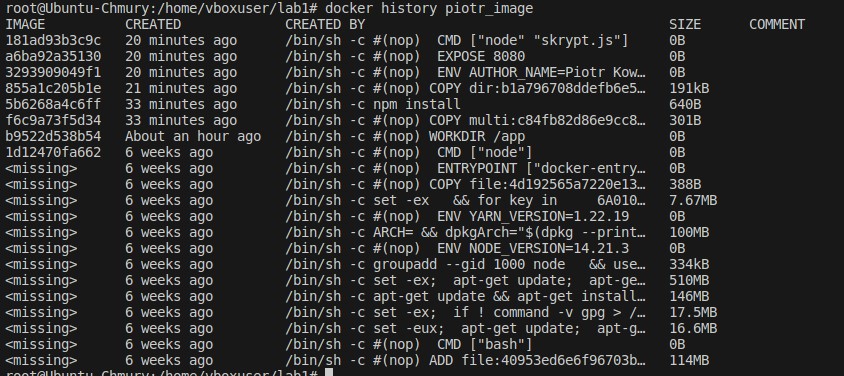 root@Ubuntu-Chmury:/home/vboxuser/lab1# docker history piotr_image
IMAGE          CREATED             CREATED BY                                      SIZE      COMMENT
181ad93b3c9c   20 minutes ago      /bin/sh -c #(nop)  CMD ["node" "skrypt.js"]     0B
a6ba92a35130   20 minutes ago      /bin/sh -c #(nop)  EXPOSE 8080                  0B
3293909049f1   20 minutes ago      /bin/sh -c #(nop)  ENV AUTHOR_NAME=Piotr Kow…   0B
855a1c205b1e   21 minutes ago      /bin/sh -c #(nop) COPY dir:b1a796708ddefb6e5…   191kB
5b6268a4c6ff   33 minutes ago      /bin/sh -c npm install                          640B
f6c9a73f5d34   33 minutes ago      /bin/sh -c #(nop) COPY multi:c84fb82d86e9cc8…   301B
b9522d538b54   About an hour ago   /bin/sh -c #(nop) WORKDIR /app                  0B
1d12470fa662   6 weeks ago         /bin/sh -c #(nop)  CMD ["node"]                 0B
<missing>      6 weeks ago         /bin/sh -c #(nop)  ENTRYPOINT ["docker-entry…   0B
<missing>      6 weeks ago         /bin/sh -c #(nop) COPY file:4d192565a7220e13…   388B
<missing>      6 weeks ago         /bin/sh -c set -ex   && for key in     6A010…   7.67MB
<missing>      6 weeks ago         /bin/sh -c #(nop)  ENV YARN_VERSION=1.22.19     0B
<missing>      6 weeks ago         /bin/sh -c ARCH= && dpkgArch="$(dpkg --print…   100MB
<missing>      6 weeks ago         /bin/sh -c #(nop)  ENV NODE_VERSION=14.21.3     0B
<missing>      6 weeks ago         /bin/sh -c groupadd --gid 1000 node   && use…   334kB
<missing>      6 weeks ago         /bin/sh -c set -ex;  apt-get update;  apt-ge…   510MB
<missing>      6 weeks ago         /bin/sh -c apt-get update && apt-get install…   146MB
<missing>      6 weeks ago         /bin/sh -c set -ex;  if ! command -v gpg > /…   17.5MB
<missing>      6 weeks ago         /bin/sh -c set -eux;  apt-get update;  apt-g…   16.6MB
<missing>      6 weeks ago         /bin/sh -c #(nop)  CMD ["bash"]                 0B
<missing>      6 weeks ago         /bin/sh -c #(nop) ADD file:40953ed6e6f96703b…   114MB
root@Ubuntu-Chmury:/home/vboxuser/lab1#